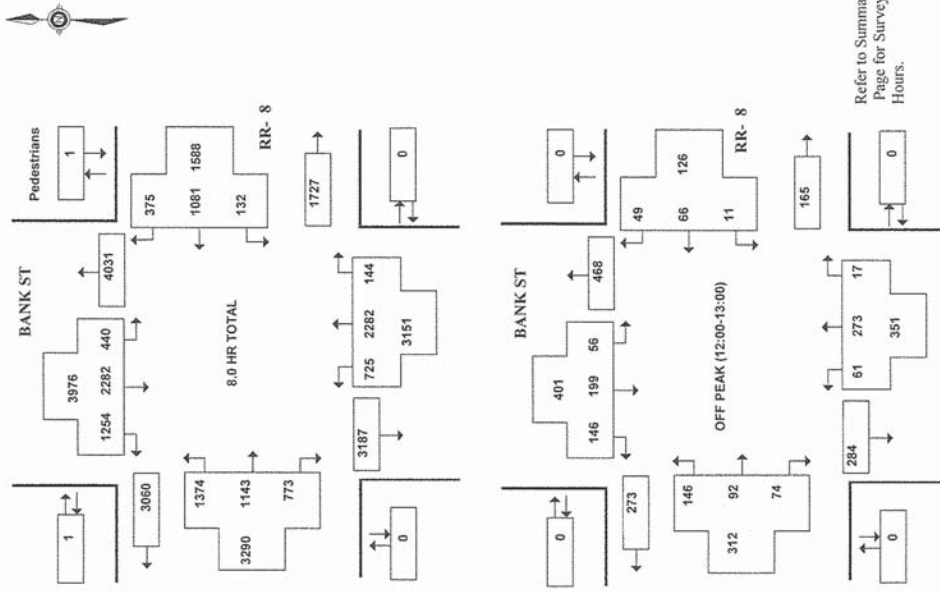 N
Pedestrians
BANK ST
1
1
3976
1254 2282 440
4031
3060
375
1081 1588
132
RR- 8
1374
1143
773
3290
8.0 HR TOTAL
1727
3187
725 2282 144
3151
0
0
BANK ST
0
0
401
146 199 56
468
273
49
66 126
11
RR- 8
146
92
74
312
OFF PEAK (12:00-13:00)
165
284
61 273 17
351
0
0
Refer to Summa
Page for Survey
Hours.